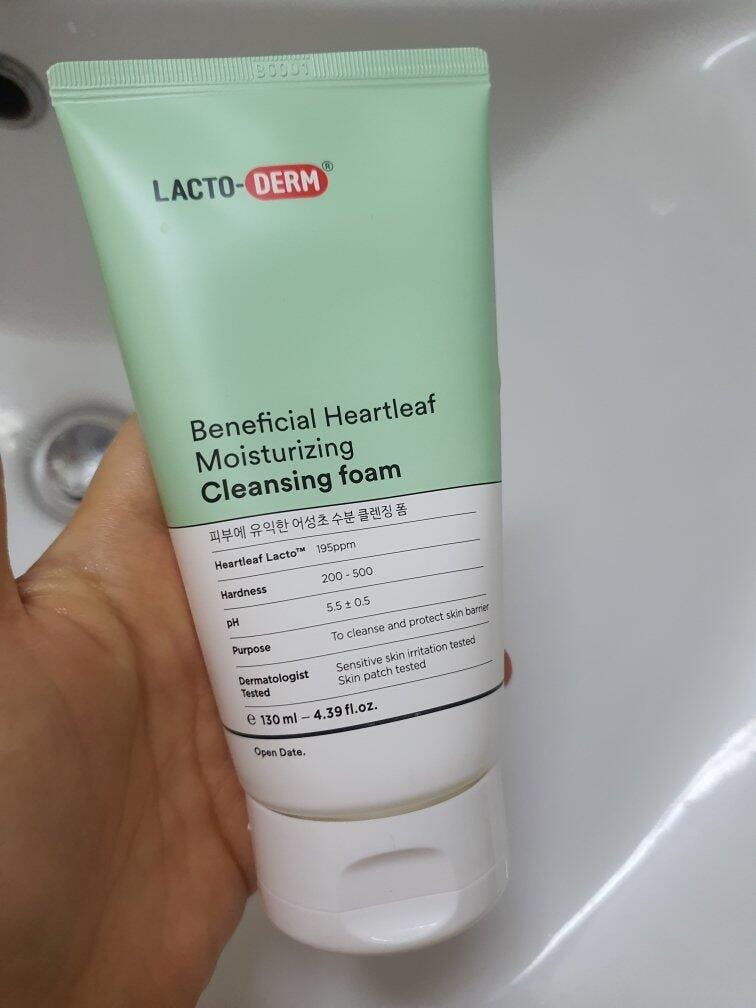 LACTO-DERM®
Beneficial Heartleaf
Moisturizing
Cleansing foam
피부에 유익한 어성초 수분 클렌징 폼
Heartleaf Lacto™ 195ppm
Hardness 200 - 500
pH 5.5 ± 0.5
Purpose To cleanse and protect skin barrier
Dermatologist Tested Sensitive skin irritation tested
Skin patch tested
℮ 130 ml – 4.39 fl.oz.
Open Date.